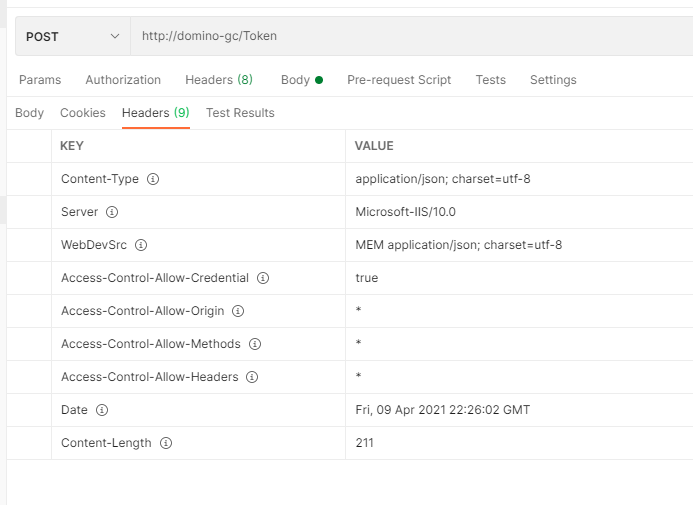 POST http://domino-gc/Token
Params Authorization Headers (8) Body Pre-request Script Tests Settings
Body Cookies Headers (9) Test Results
KEY VALUE
Content-Type application/json; charset=utf-8
Server Microsoft-IIS/10.0
WebDevSrc MEM application/json; charset=utf-8
Access-Control-Allow-Credential true
Access-Control-Allow-Origin *
Access-Control-Allow-Methods *
Access-Control-Allow-Headers *
Date Fri, 09 Apr 2021 22:26:02 GMT
Content-Length 211